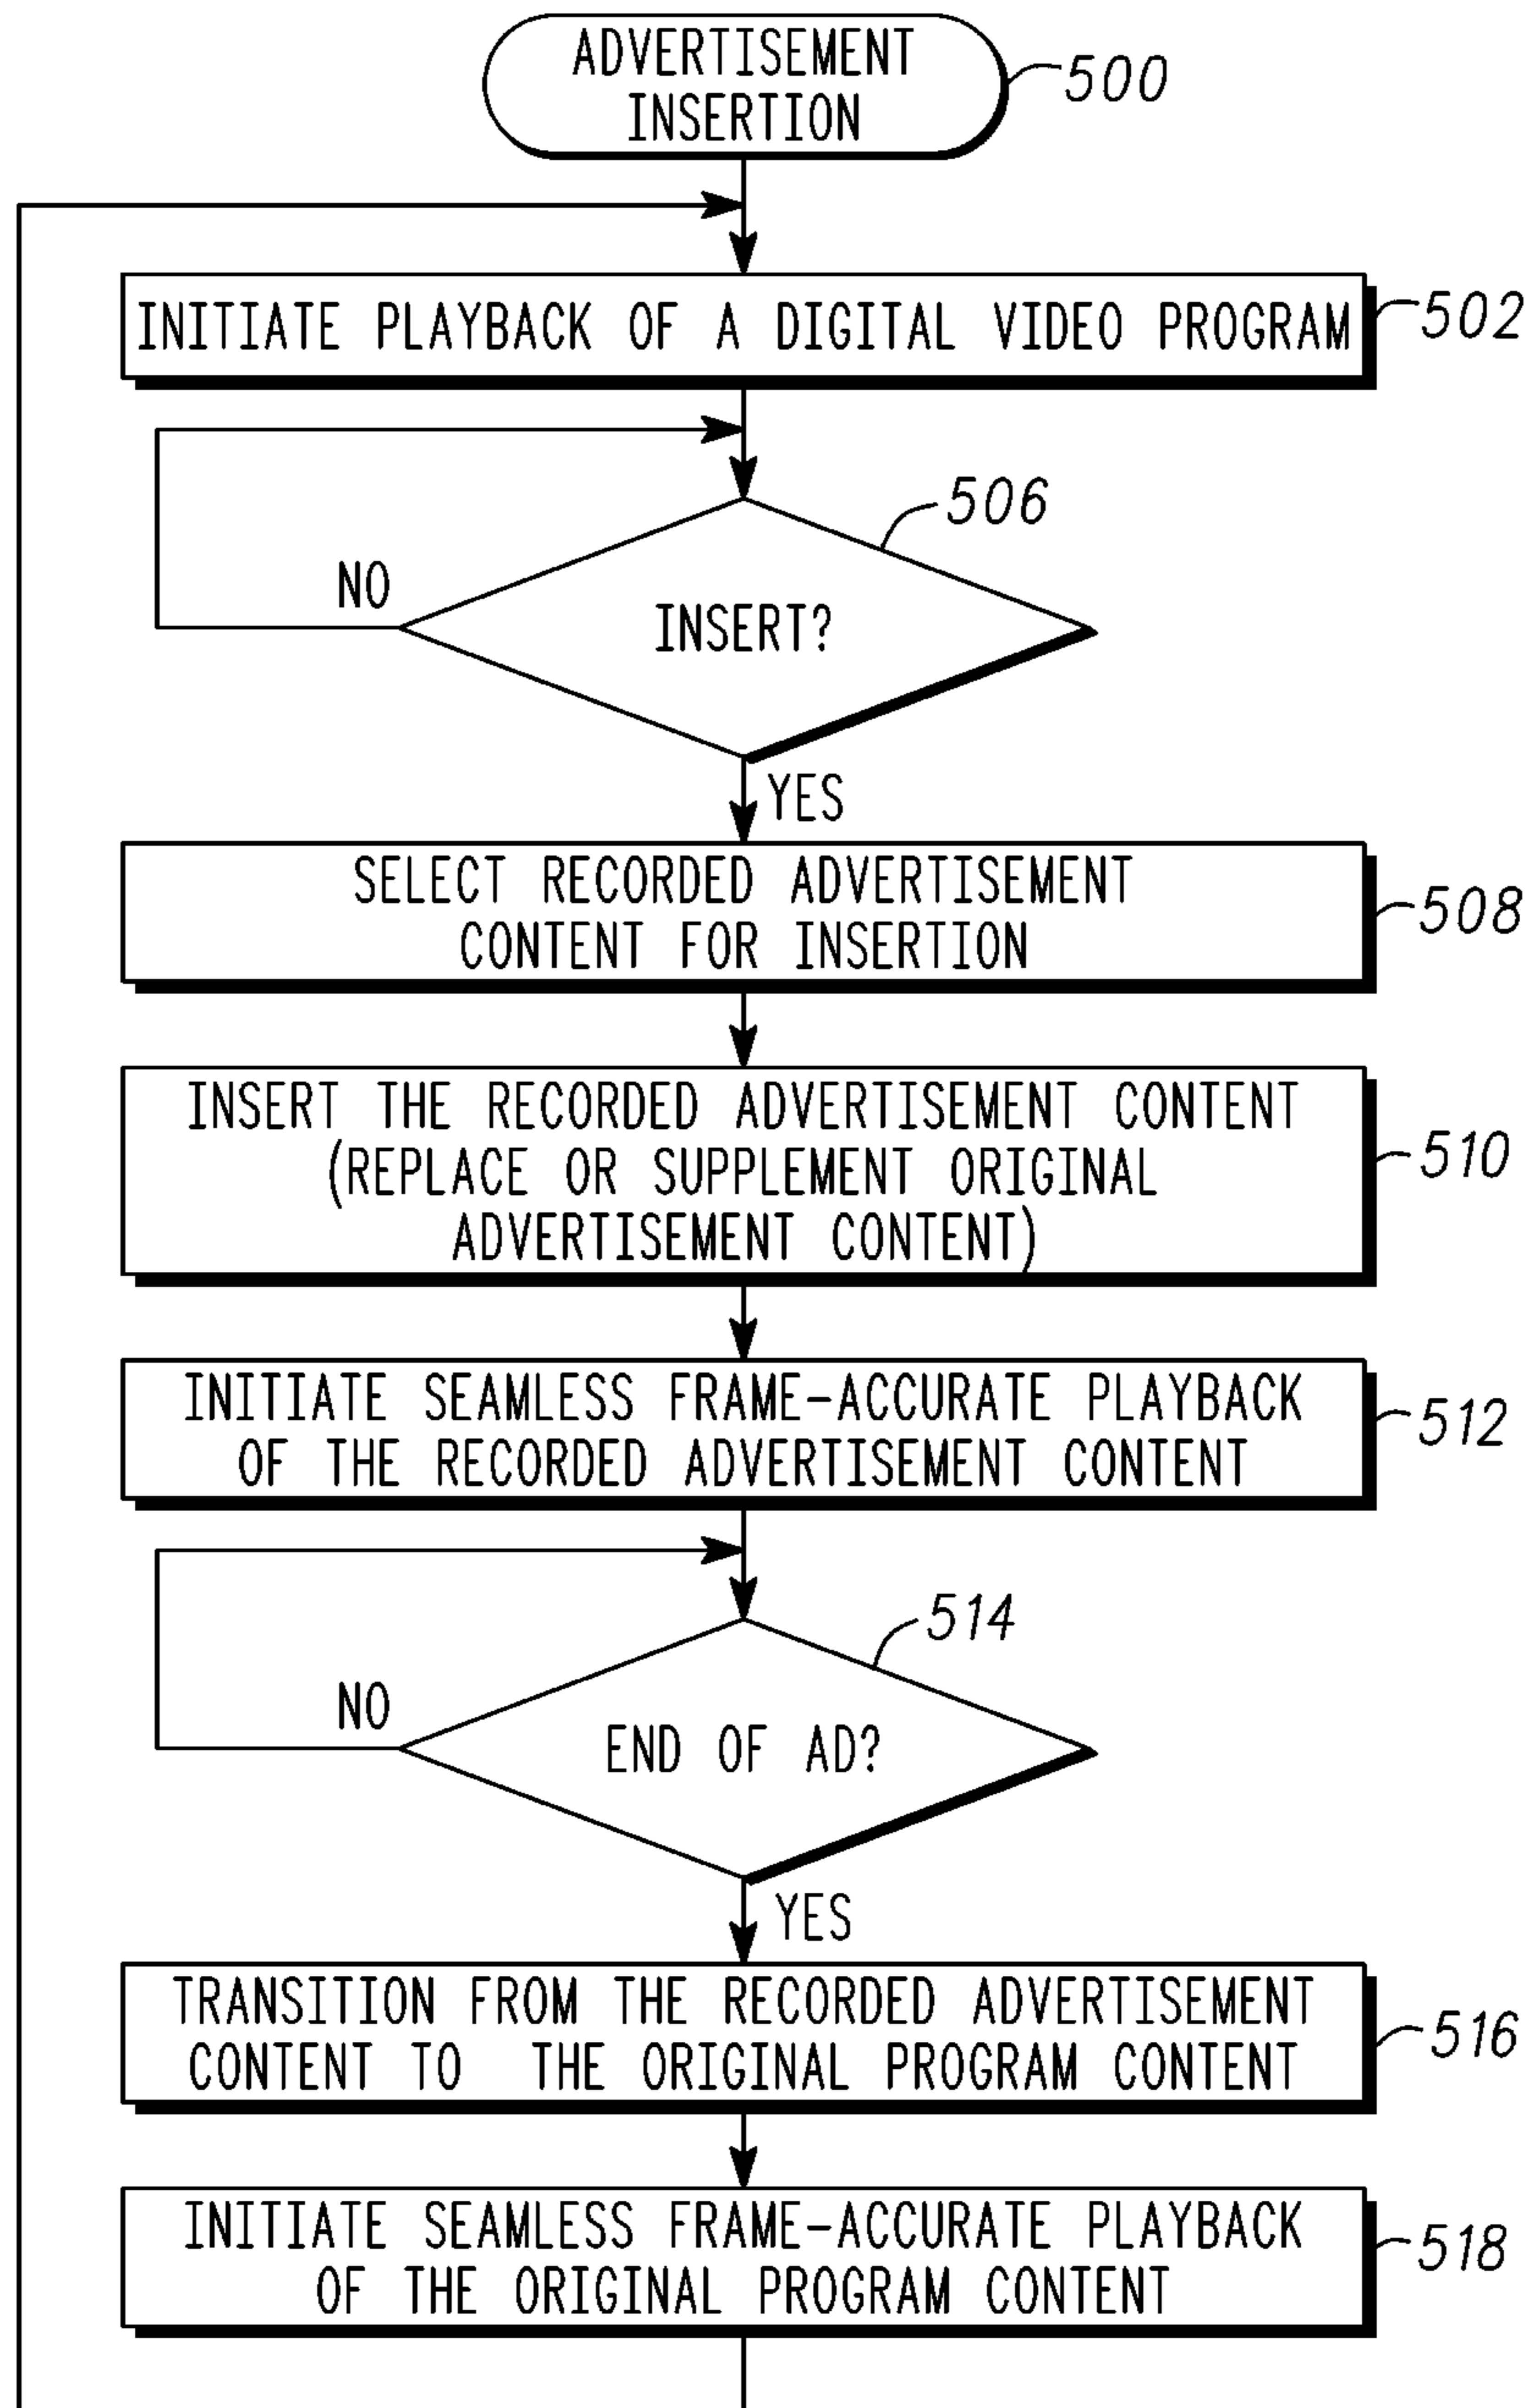 ADVERTISEMENT
INSERTION
500
INITIATE PLAYBACK OF A DIGITAL VIDEO PROGRAM
502
506
NO
INSERT?
YES
SELECT RECORDED ADVERTISEMENT
CONTENT FOR INSERTION
508
INSERT THE RECORDED ADVERTISEMENT CONTENT
(REPLACE OR SUPPLEMENT ORIGINAL
ADVERTISEMENT CONTENT)
510
INITIATE SEAMLESS FRAME-ACCURATE PLAYBACK
OF THE RECORDED ADVERTISEMENT CONTENT
512
514
NO
END OF AD?
YES
TRANSITION FROM THE RECORDED ADVERTISEMENT
CONTENT TO THE ORIGINAL PROGRAM CONTENT
516
INITIATE SEAMLESS FRAME-ACCURATE PLAYBACK
OF THE ORIGINAL PROGRAM CONTENT
518